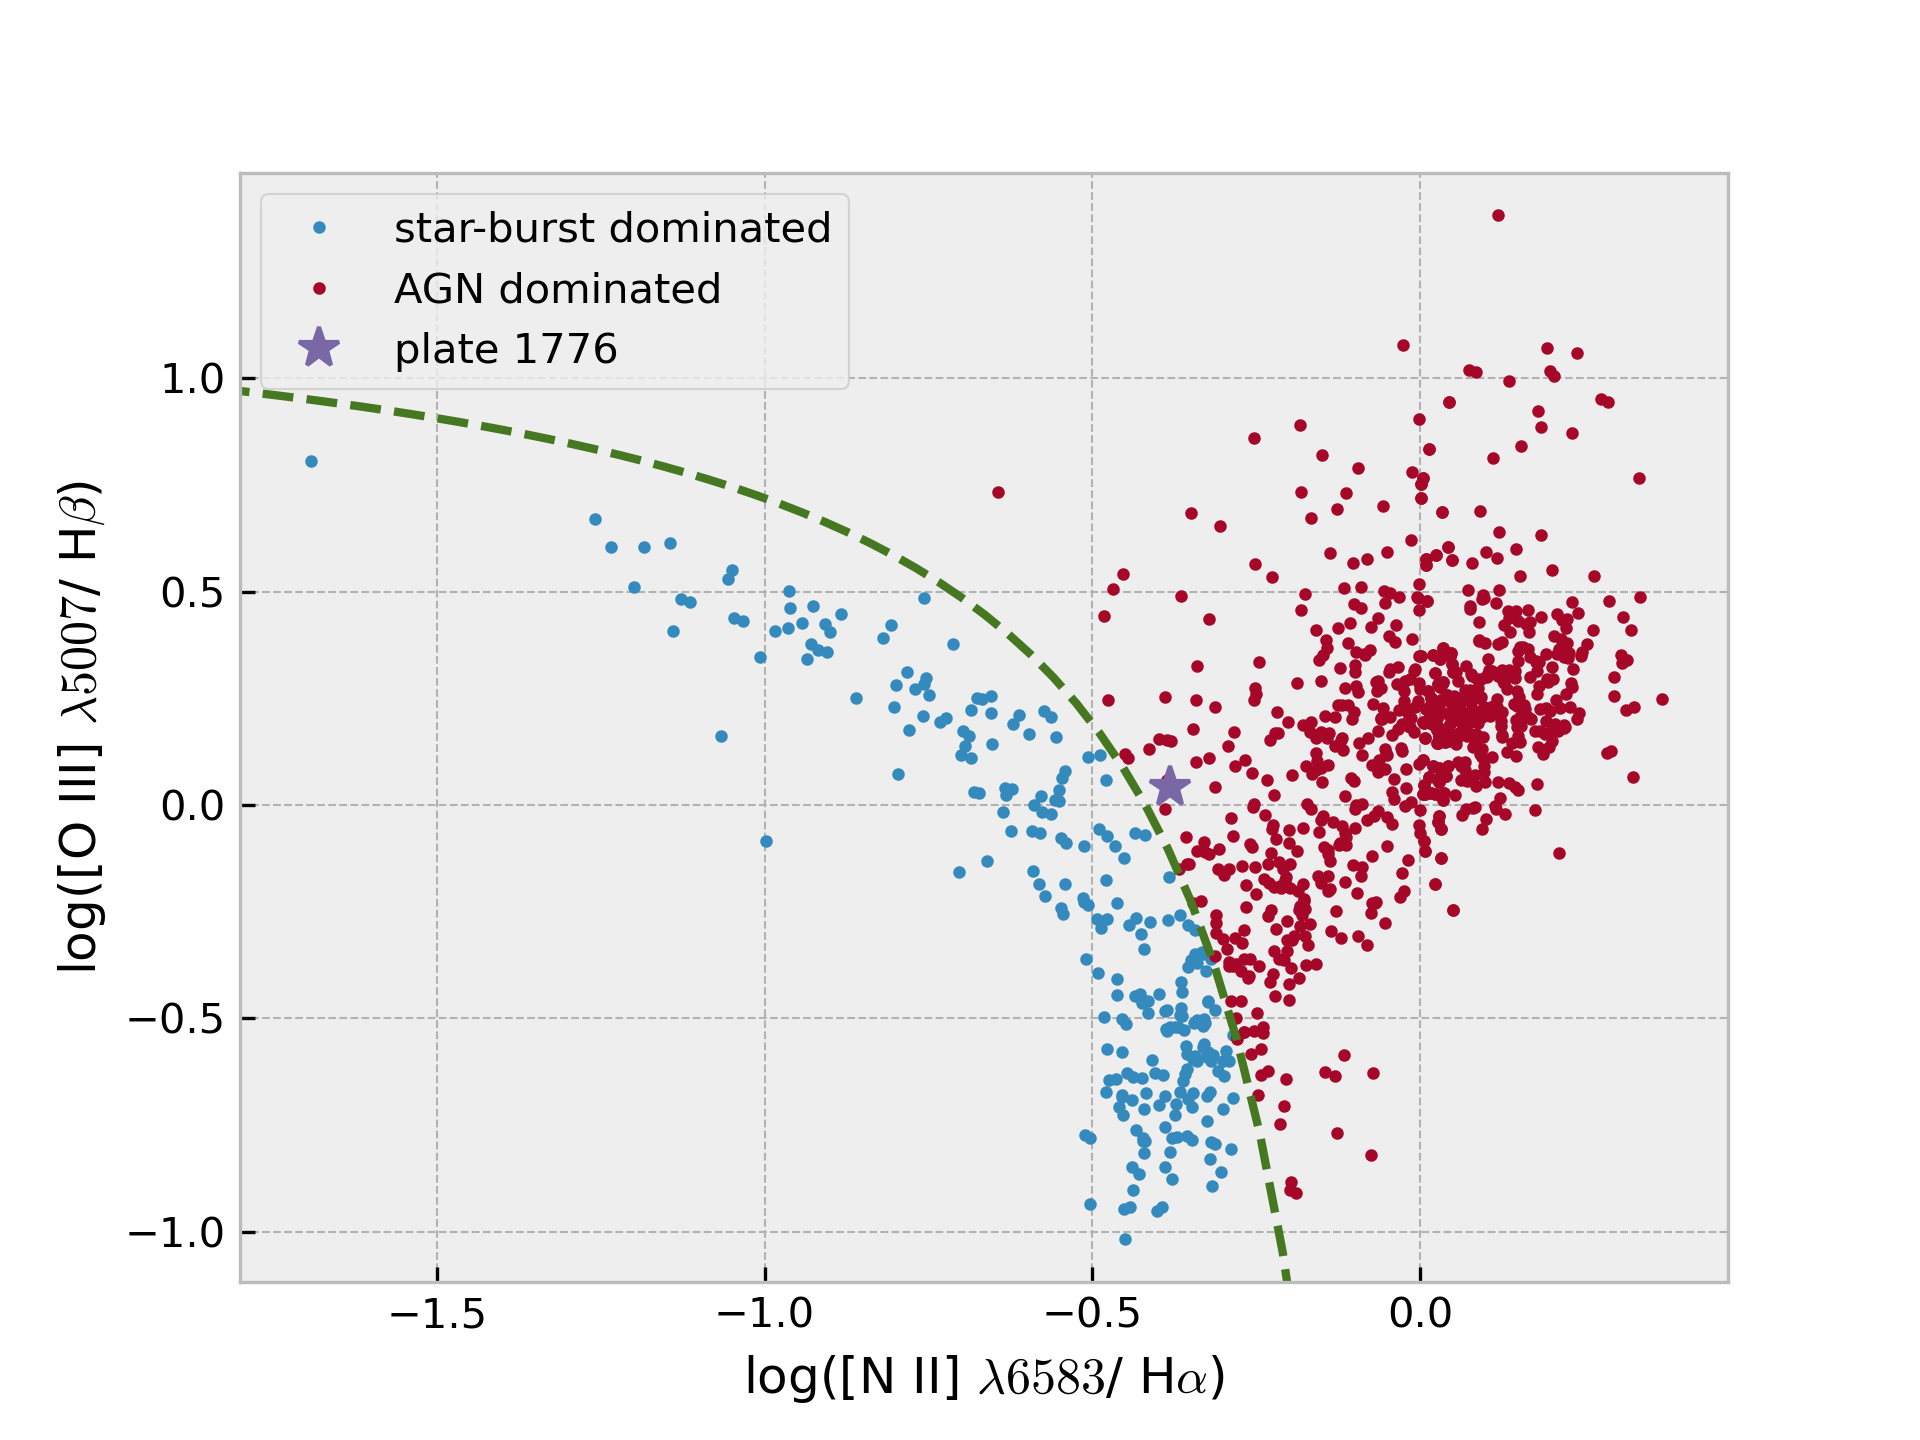 star-burst dominated
AGN dominated
plate 1776
1.0
0.5
0.0
−0.5
−1.0
log([O III] λ5007/ Hβ)
−1.5
−1.0
−0.5
0.0
log([N II] λ6583/ Hα)